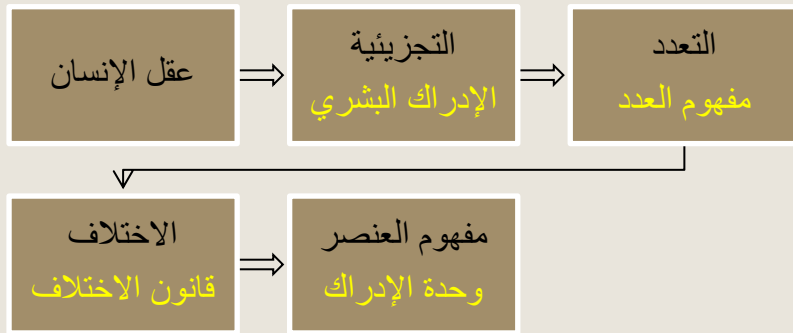 عقل الإنسان
التجزيئية
الإدراك البشري
التعدد
مفهوم العدد
الاختلاف
قانون الاختلاف
مفهوم العنصر
وحدة الإدراك